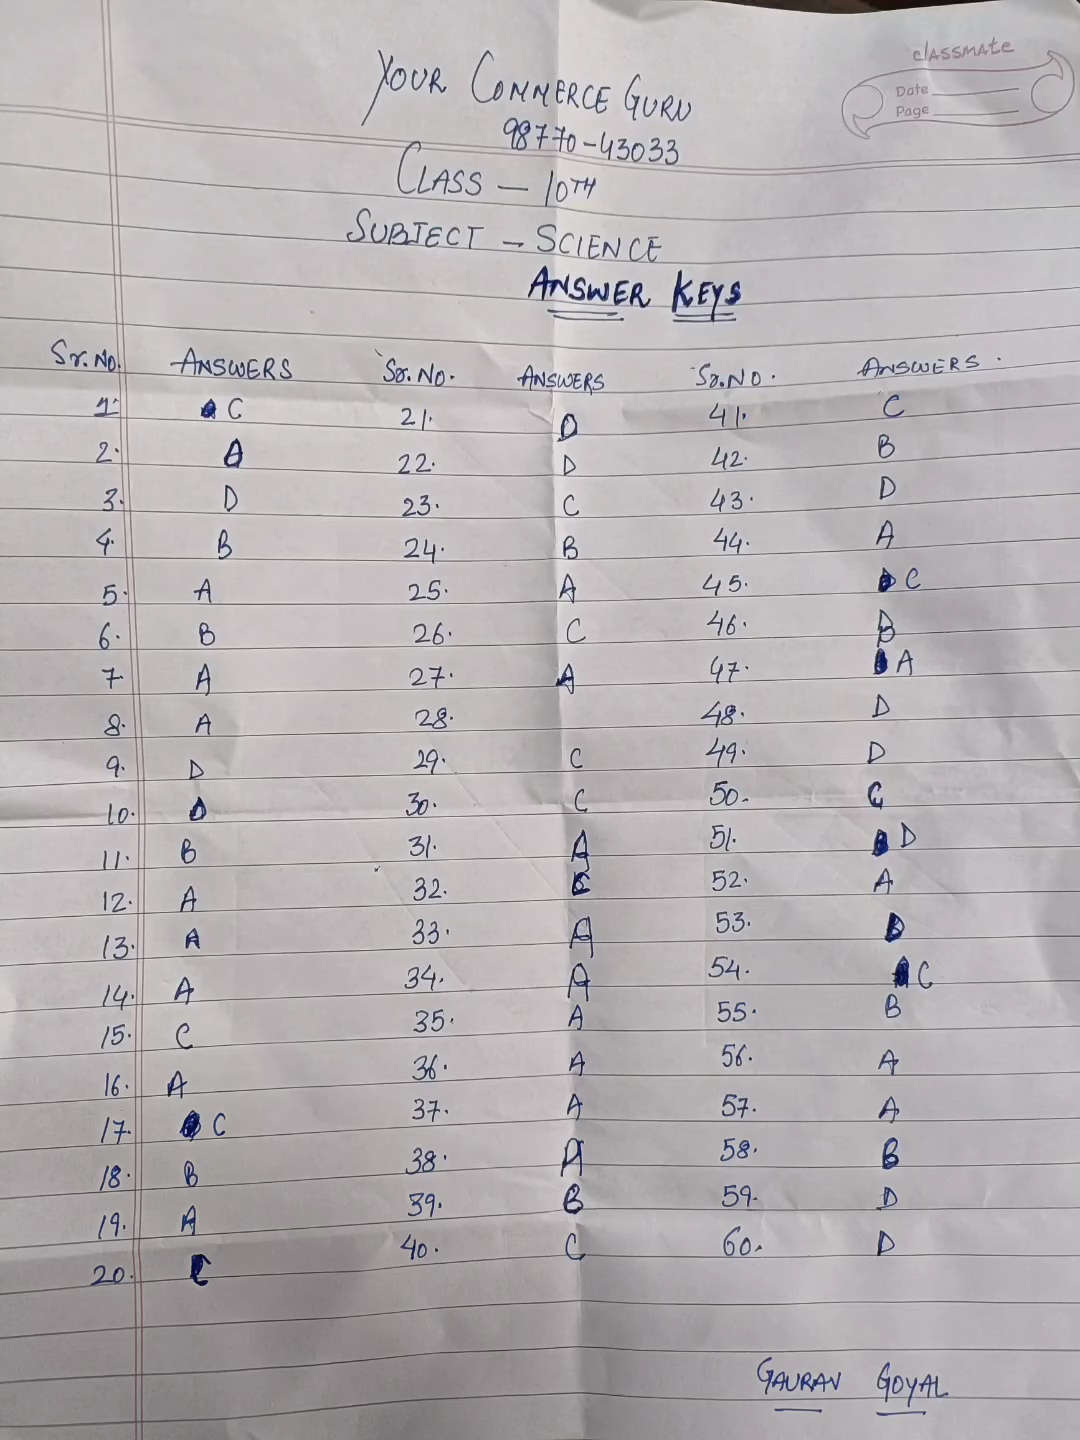 classmate
Date
Page
YOUR COMMERCE GURU
98770-43033
CLASS – 10TH
SUBJECT – SCIENCE
ANSWER KEYS
Sr.No. ANSWERS Sr.No. ANSWERS Sr.No. ANSWERS
1. C 21. D 41. C
2. A 22. D 42. B
3. D 23. C 43. D
4. B 24. B 44. A
5. A 25. A 45. C
6. B 26. C 46.
7. A 27. A 47. A
8. A 28. 48. D
9. D 29. C 49. D
10. D 30. C 50. C
11. B 31. A 51. D
12. A 32. 52. A
13. A 33. A 53.
14. A 34. A 54. C
15. C 35. A 55. B
16. A 36. A 56. A
17. C 37. A 57. A
18. B 38. A 58. B
19. A 39. B 59. D
20. C 40. C 60. D
GAURAV GOYAL